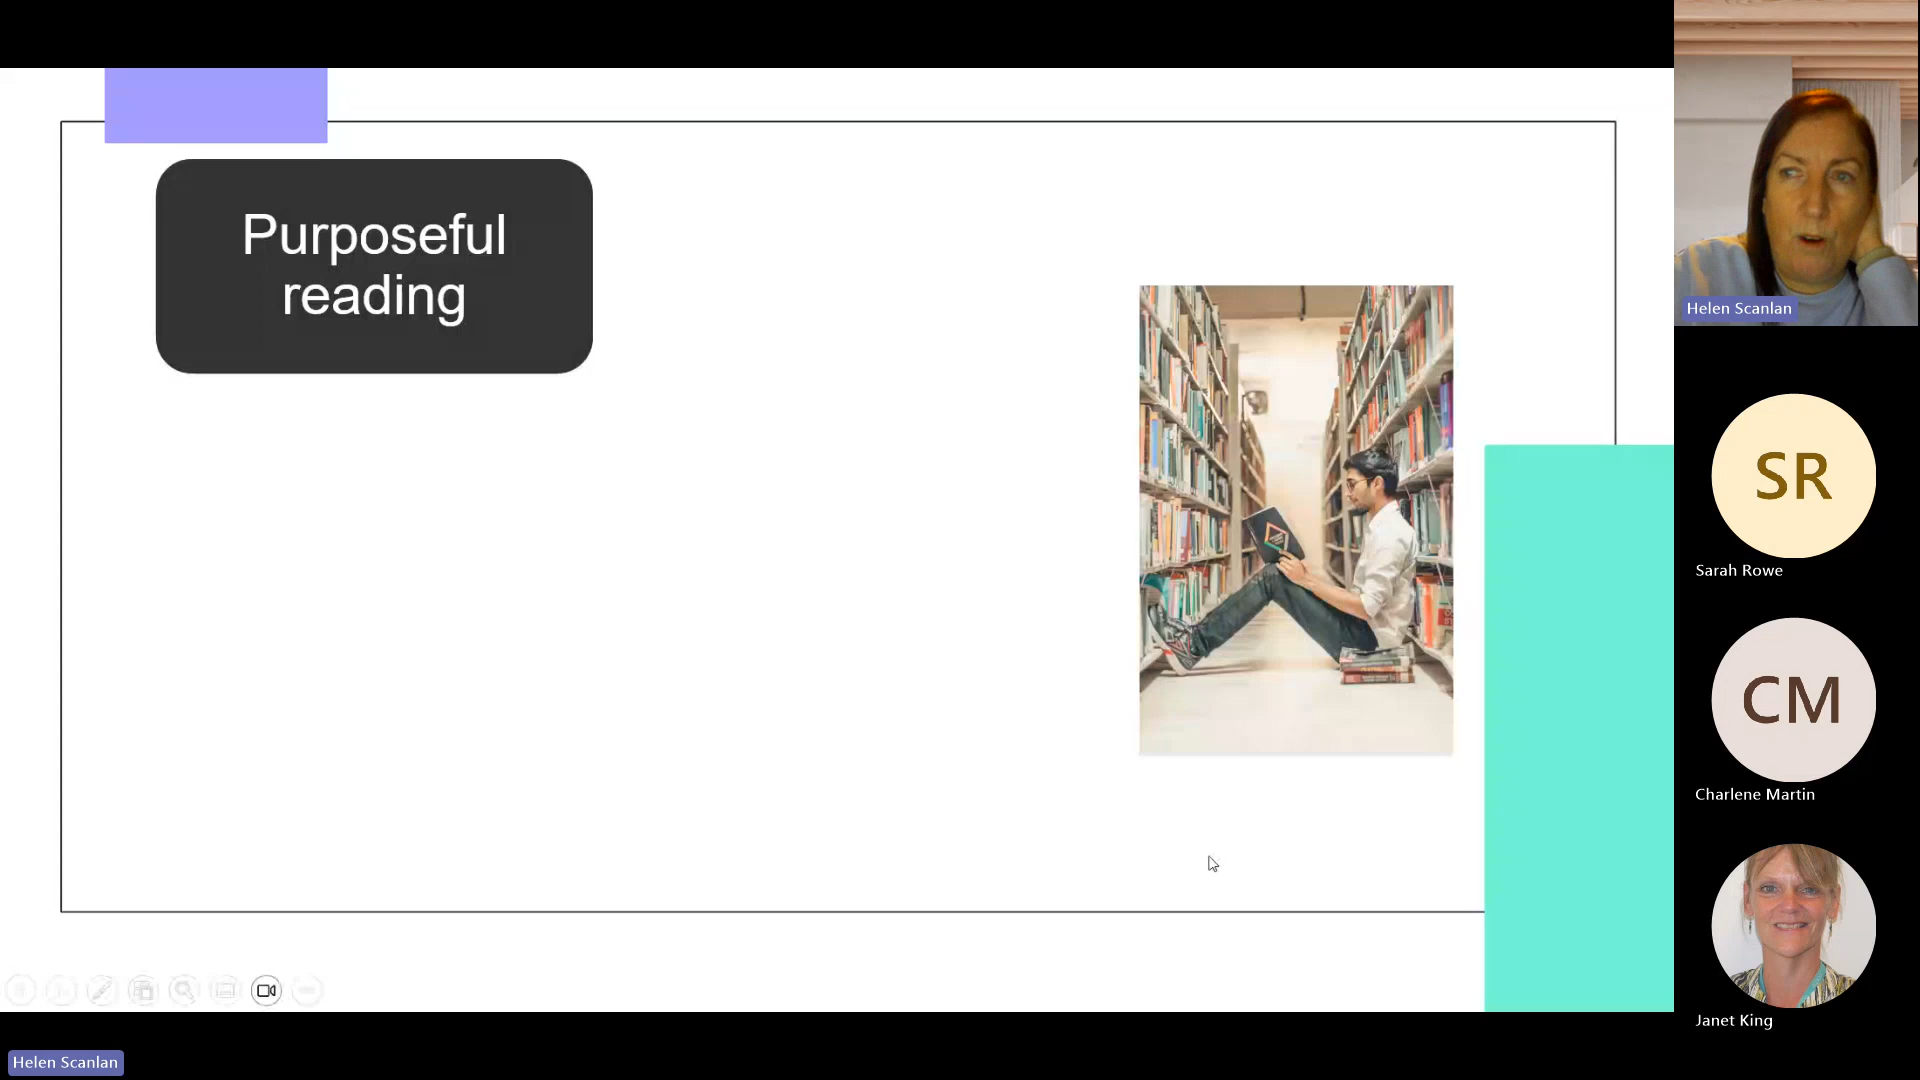 Purposeful
reading
Helen Scanlan
SR
Sarah Rowe
CM
Charlene Martin
Janet King
Helen Scanlan